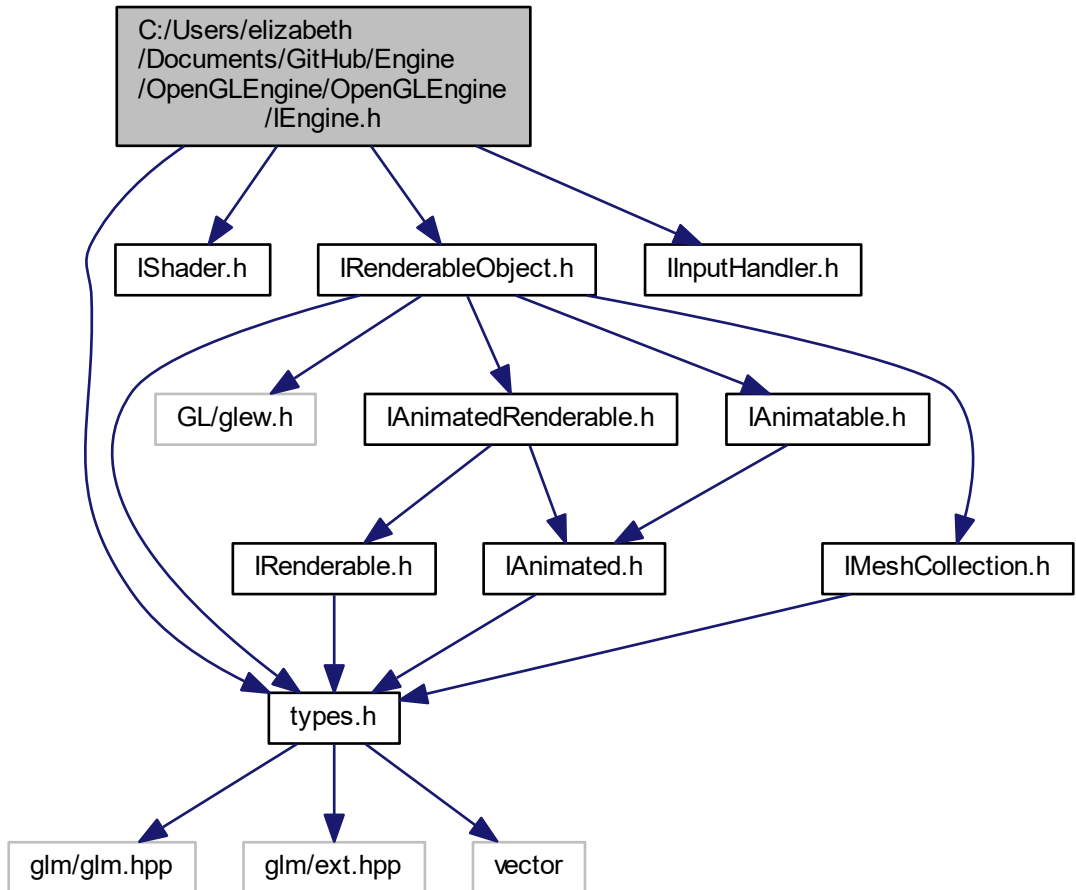 C:/Users/elizabeth
/Documents/GitHub/Engine
/OpenGLEngine/OpenGLEngine
/IEngine.h
IShader.h
IRenderableObject.h
IInputHandler.h
GL/glew.h
IAnimatedRenderable.h
IAnimatable.h
IRenderable.h
IAnimated.h
IMeshCollection.h
types.h
glm/glm.hpp
glm/ext.hpp
vector